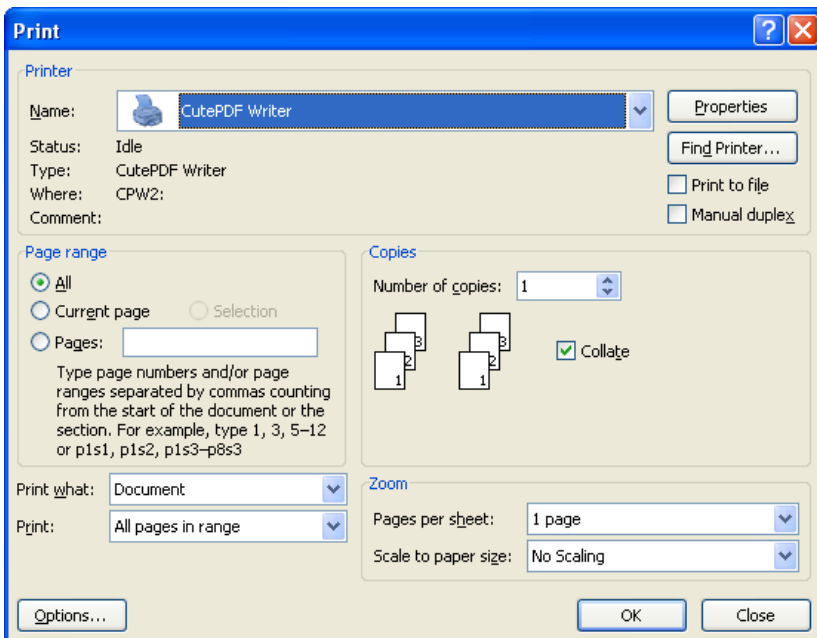 Print
Printer
Name: CutePDF Writer Properties
Status: Idle Find Printer...
Type: CutePDF Writer
Where: CPW2: Print to file
Comment: Manual duplex
Page range
All
Current page Selection
Pages:
Type page numbers and/or page
ranges separated by commas counting
from the start of the document or the
section. For example, type 1, 3, 5–12
or p1s1, p1s2, p1s3–p8s3
Copies
Number of copies: 1
3 3
2 2
1 1
Collate
Print what: Document
Print: All pages in range
Zoom
Pages per sheet: 1 page
Scale to paper size: No Scaling
Options... OK Close